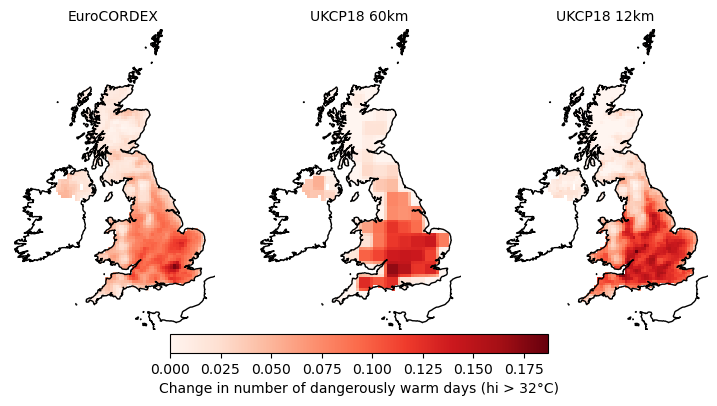 EuroCORDEX UKCP18 60km UKCP18 12km
0.000 0.025 0.050 0.075 0.100 0.125 0.150 0.175
Change in number of dangerously warm days (hi > 32°C)